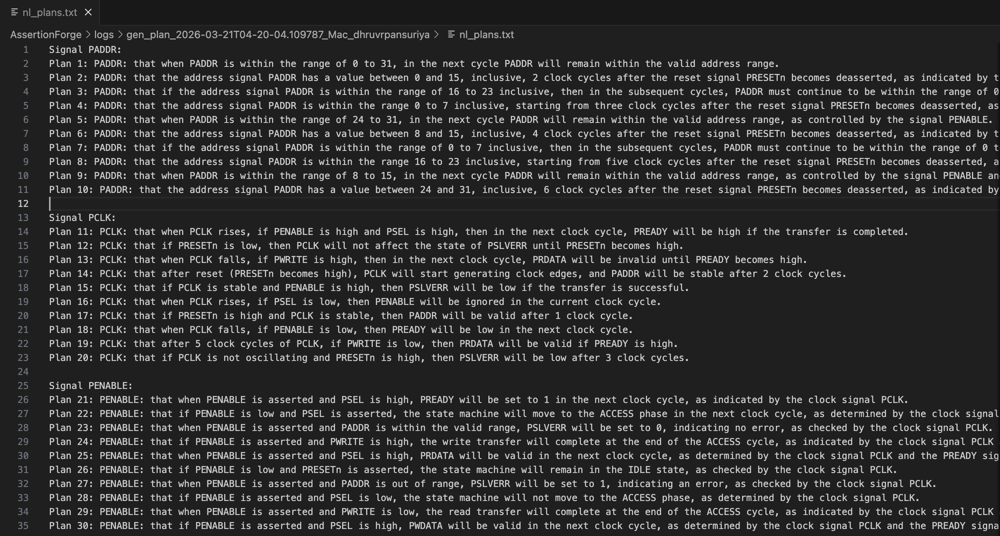 nl_plans.txt
AssertionForge > logs > gen_plan_2026-03-21T04-20-04.109787_Mac_dhruvrpansuriya > nl_plans.txt
1 Signal PADDR:
2 Plan 1: PADDR: that when PADDR is within the range of 0 to 31, in the next cycle PADDR will remain within the valid address range.
3 Plan 2: PADDR: that the address signal PADDR has a value between 0 and 15, inclusive, 2 clock cycles after the reset signal PRESETn becomes deasserted, as indicated by t
4 Plan 3: PADDR: that if the address signal PADDR is within the range of 16 to 23 inclusive, then in the subsequent cycles, PADDR must continue to be within the range of 0
5 Plan 4: PADDR: that the address signal PADDR is within the range 0 to 7 inclusive, starting from three clock cycles after the reset signal PRESETn becomes deasserted, as
6 Plan 5: PADDR: that when PADDR is within the range of 24 to 31, in the next cycle PADDR will remain within the valid address range, as controlled by the signal PENABLE.
7 Plan 6: PADDR: that the address signal PADDR has a value between 8 and 15, inclusive, 4 clock cycles after the reset signal PRESETn becomes deasserted, as indicated by t
8 Plan 7: PADDR: that if the address signal PADDR is within the range of 0 to 7 inclusive, then in the subsequent cycles, PADDR must continue to be within the range of 0 t
9 Plan 8: PADDR: that the address signal PADDR is within the range 16 to 23 inclusive, starting from five clock cycles after the reset signal PRESETn becomes deasserted, a
10 Plan 9: PADDR: that when PADDR is within the range of 8 to 15, in the next cycle PADDR will remain within the valid address range, as controlled by the signal PENABLE an
11 Plan 10: PADDR: that the address signal PADDR has a value between 24 and 31, inclusive, 6 clock cycles after the reset signal PRESETn becomes deasserted, as indicated by
12
13 Signal PCLK:
14 Plan 11: PCLK: that when PCLK rises, if PENABLE is high and PSEL is high, then in the next clock cycle, PREADY will be high if the transfer is completed.
15 Plan 12: PCLK: that if PRESETn is low, then PCLK will not affect the state of PSLVERR until PRESETn becomes high.
16 Plan 13: PCLK: that when PCLK falls, if PWRITE is high, then in the next clock cycle, PRDATA will be invalid until PREADY becomes high.
17 Plan 14: PCLK: that after reset (PRESETn becomes high), PCLK will start generating clock edges, and PADDR will be stable after 2 clock cycles.
18 Plan 15: PCLK: that if PCLK is stable and PENABLE is high, then PSLVERR will be low if the transfer is successful.
19 Plan 16: PCLK: that when PCLK rises, if PSEL is low, then PENABLE will be ignored in the current clock cycle.
20 Plan 17: PCLK: that if PRESETn is high and PCLK is stable, then PADDR will be valid after 1 clock cycle.
21 Plan 18: PCLK: that when PCLK falls, if PENABLE is low, then PREADY will be low in the next clock cycle.
22 Plan 19: PCLK: that after 5 clock cycles of PCLK, if PWRITE is low, then PRDATA will be valid if PREADY is high.
23 Plan 20: PCLK: that if PCLK is not oscillating and PRESETn is high, then PSLVERR will be low after 3 clock cycles.
24
25 Signal PENABLE:
26 Plan 21: PENABLE: that when PENABLE is asserted and PSEL is high, PREADY will be set to 1 in the next clock cycle, as indicated by the clock signal PCLK.
27 Plan 22: PENABLE: that if PENABLE is low and PSEL is asserted, the state machine will move to the ACCESS phase in the next clock cycle, as determined by the clock signal
28 Plan 23: PENABLE: that when PENABLE is asserted and PADDR is within the valid range, PSLVERR will be set to 0, indicating no error, as checked by the clock signal PCLK.
29 Plan 24: PENABLE: that if PENABLE is asserted and PWRITE is high, the write transfer will complete at the end of the ACCESS cycle, as indicated by the clock signal PCLK
30 Plan 25: PENABLE: that when PENABLE is asserted and PSEL is high, PRDATA will be valid in the next clock cycle, as determined by the clock signal PCLK and the PREADY sig
31 Plan 26: PENABLE: that if PENABLE is low and PRESETn is asserted, the state machine will remain in the IDLE state, as checked by the clock signal PCLK.
32 Plan 27: PENABLE: that when PENABLE is asserted and PADDR is out of range, PSLVERR will be set to 1, indicating an error, as checked by the clock signal PCLK.
33 Plan 28: PENABLE: that if PENABLE is asserted and PSEL is low, the state machine will not move to the ACCESS phase, as determined by the clock signal PCLK.
34 Plan 29: PENABLE: that when PENABLE is asserted and PWRITE is low, the read transfer will complete at the end of the ACCESS cycle, as indicated by the clock signal PCLK
35 Plan 30: PENABLE: that if PENABLE is asserted and PSEL is high, PWDATA will be valid in the next clock cycle, as determined by the clock signal PCLK and the PREADY signa